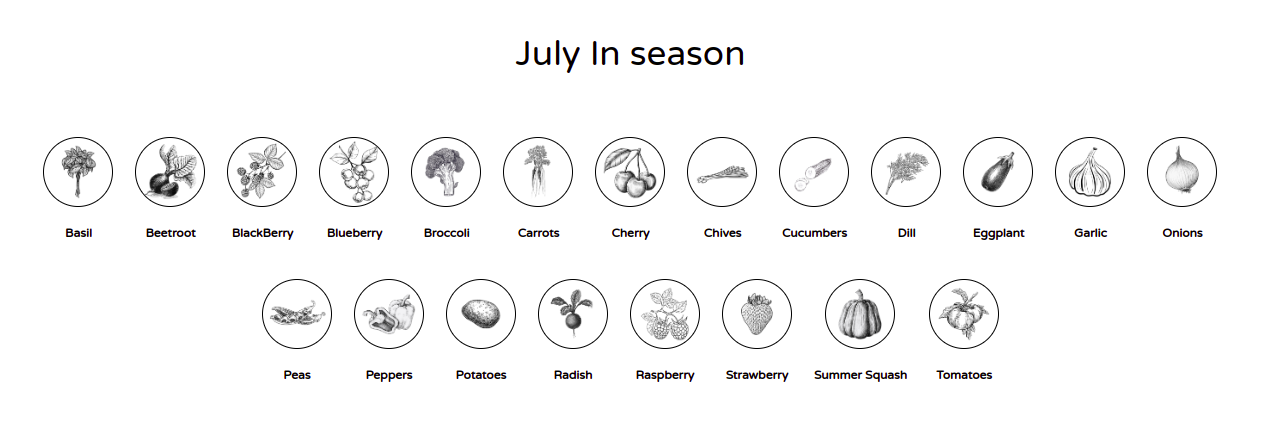 July In season
Basil Beetroot BlackBerry Blueberry Broccoli Carrots Cherry Chives Cucumbers Dill Eggplant Garlic Onions
Peas Peppers Potatoes Radish Raspberry Strawberry Summer Squash Tomatoes